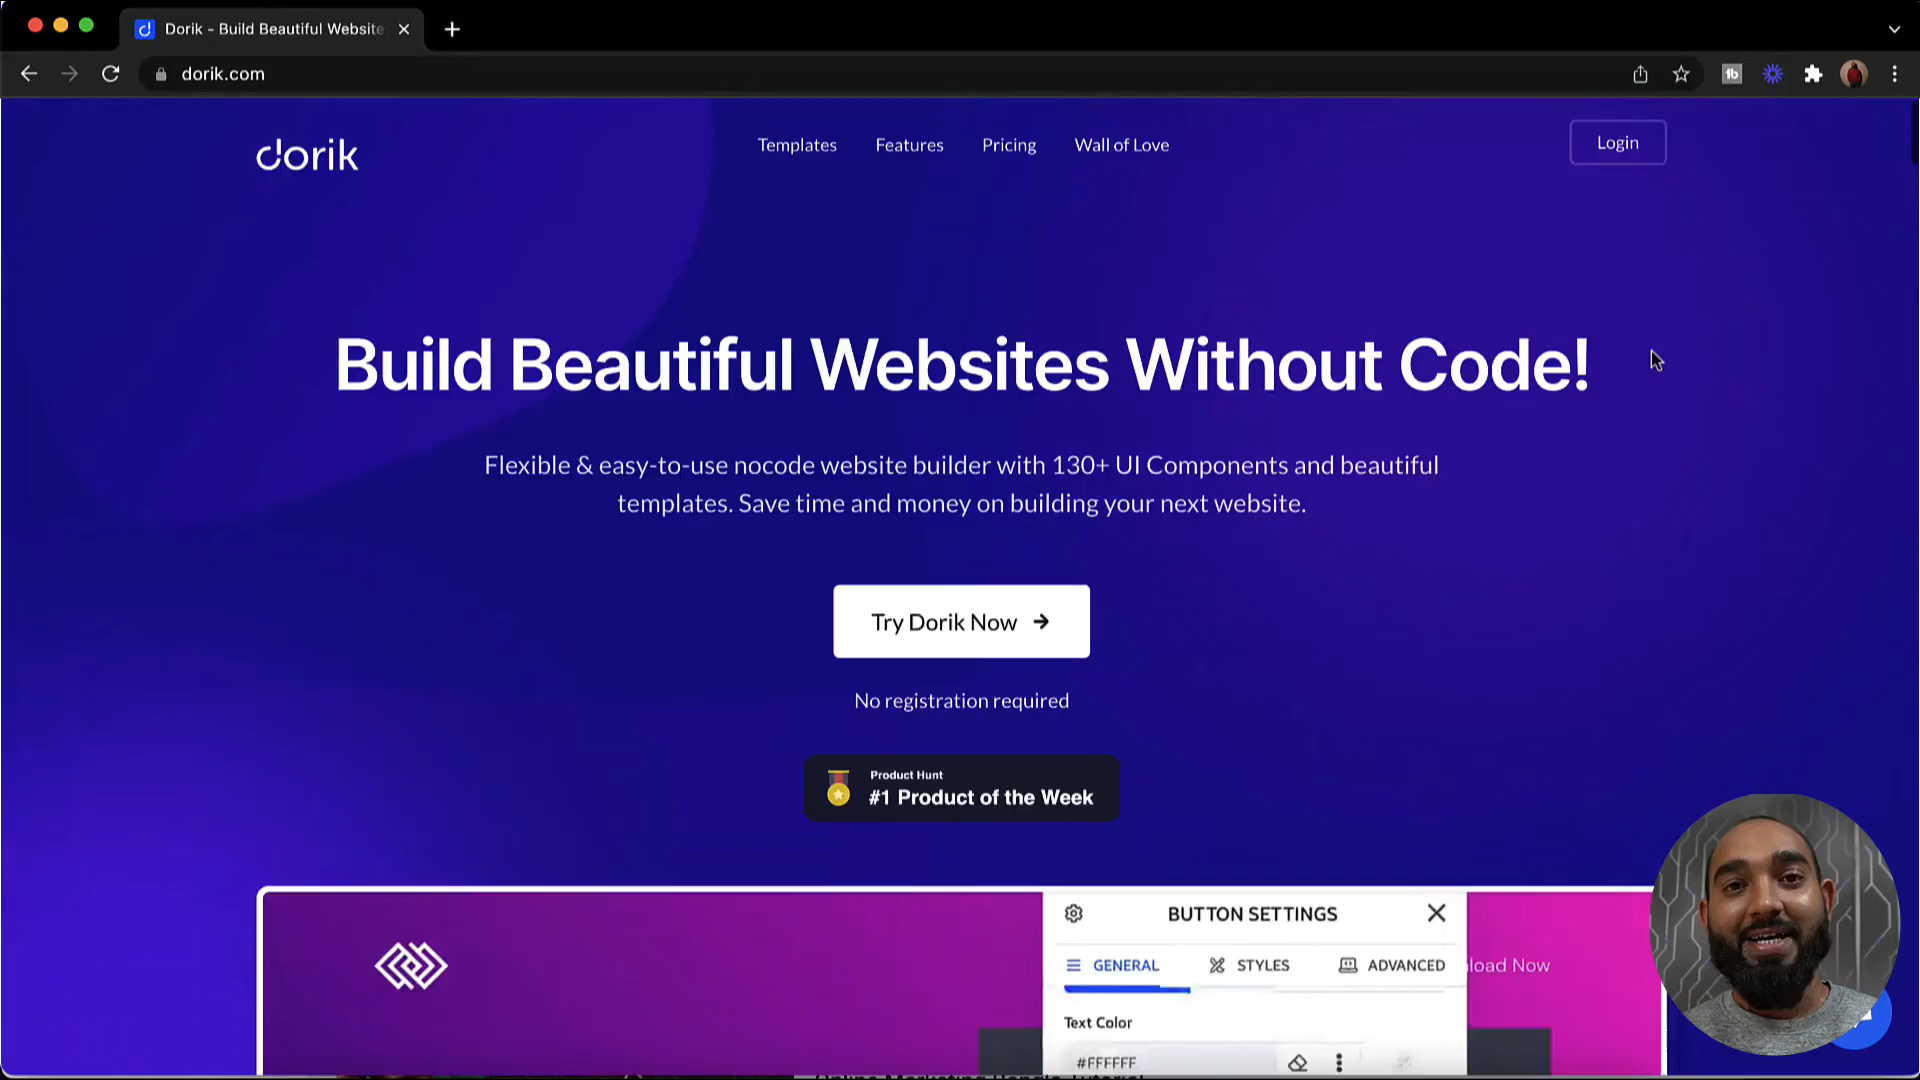 Dorik - Build Beautiful Website
dorik.com
dorik
Templates
Features
Pricing
Wall of Love
Login
Build Beautiful Websites Without Code!
Flexible & easy-to-use nocode website builder with 130+ UI Components and beautiful
templates. Save time and money on building your next website.
Try Dorik Now
No registration required
Product Hunt
#1 Product of the Week
BUTTON SETTINGS
GENERAL
STYLES
ADVANCED
load Now
Text Color
#FFFFFF